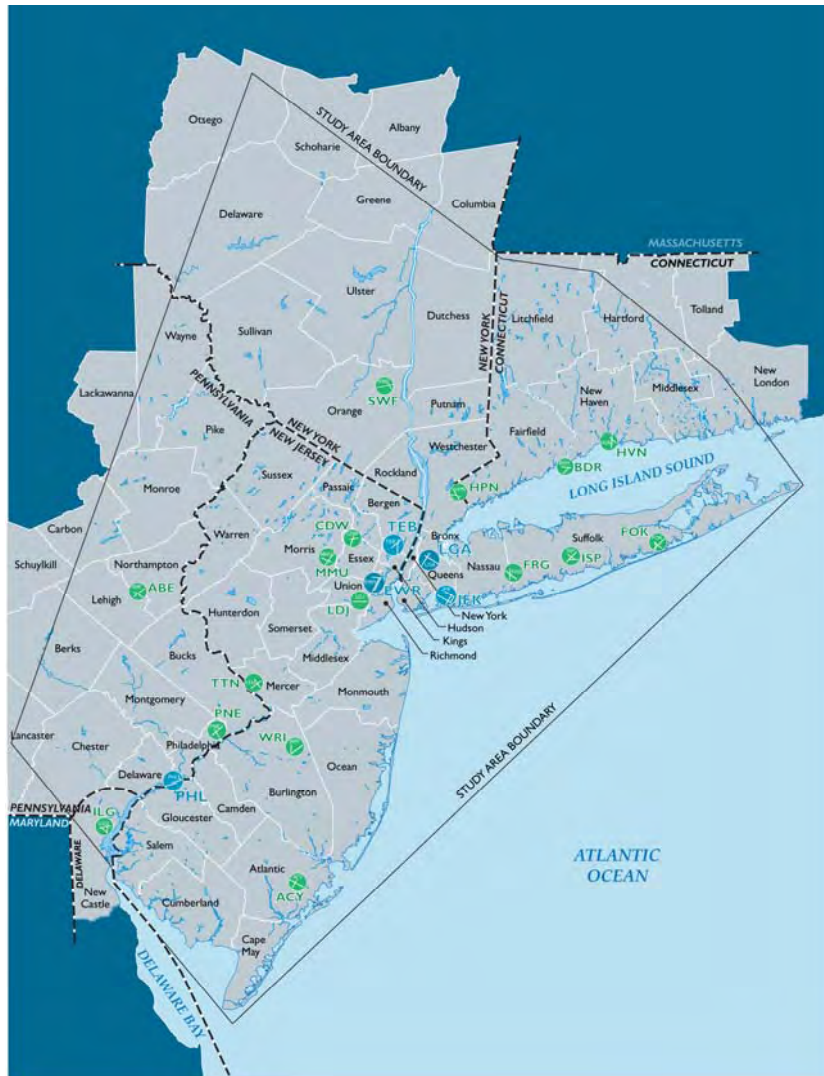 Otsego
Schoharie
Albany
STUDY AREA BOUNDARY
Greene
Columbia
Delaware
MASSACHUSETTS
CONNECTICUT
Ulster
Dutchess
NEW YORK
CONNECTICUT
Litchfield
Hartford
Tolland
Wayne
Sullivan
Lackawanna
PENNSYLVANIA
Orange
SWF
Putnam
New
Haven
Middlesex
New
London
Pike
NEW YORK
NEW JERSEY
Westchester
Fairfield
HVN
Sussex
Passaic
Rockland
BDR
Monroe
Bergen
HPN
LONG ISLAND SOUND
Carbon
Warren
CDW
TEB
Bronx
Suffolk
FOK
Schuylkill
Northampton
Morris
Essex
LGA
Nassau
ISP
MMU
Queens
FRG
Lehigh
ABE
Union
EWR
JFK
LDJ
New York
Hunterdon
Hudson
Somerset
Kings
Richmond
Berks
Bucks
Middlesex
TTN
Mercer
Monmouth
Montgomery
PNE
WRI
Lancaster
Chester
Philadelphia
Ocean
STUDY AREA BOUNDARY
Delaware
PHL
Burlington
PENNSYLVANIA
MARYLAND
ILG
Gloucester
Camden
Salem
ATLANTIC
OCEAN
DELAWARE
New
Castle
Atlantic
ACY
Cumberland
Cape
May
DELAWARE BAY